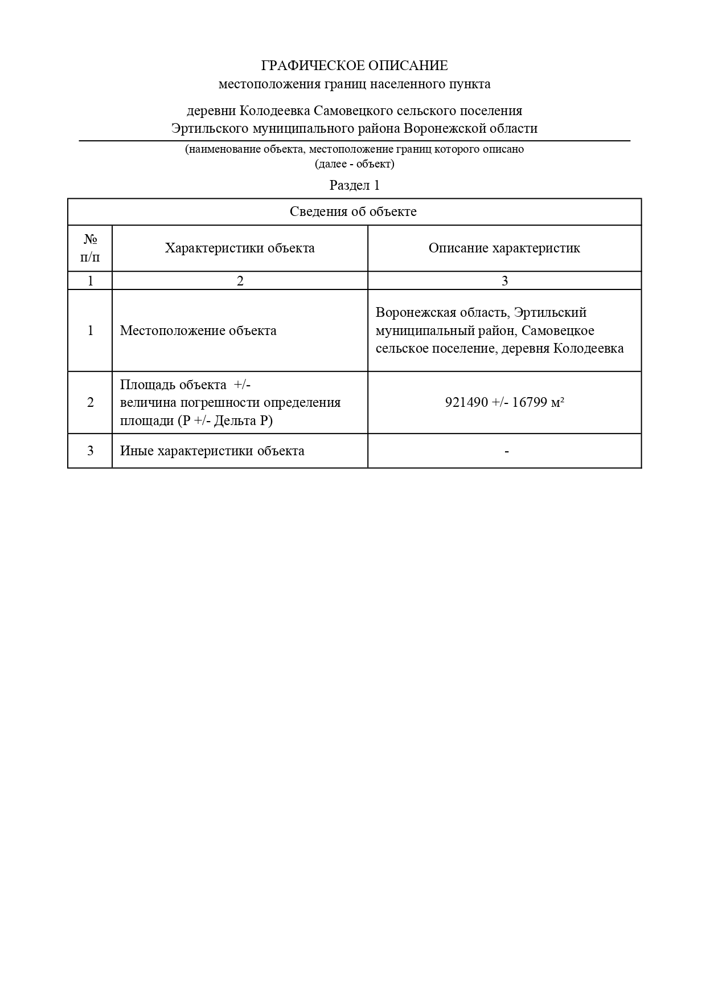 ГРАФИЧЕСКОЕ ОПИСАНИЕ
местоположения границ населенного пункта
деревни Колодеевка Самовецкого сельского поселения
Эртильского муниципального района Воронежской области
(наименование объекта, местоположение границ которого описано
(далее - объект)
Раздел 1
Сведения об объекте
№
п/п
Характеристики объекта
Описание характеристик
1
2
3
1
Местоположение объекта
Воронежская область, Эртильский
муниципальный район, Самовецкое
сельское поселение, деревня Колодеевка
2
Площадь объекта +/-
величина погрешности определения
площади (P +/- Дельта P)
921490 +/- 16799 м²
3
Иные характеристики объекта
-